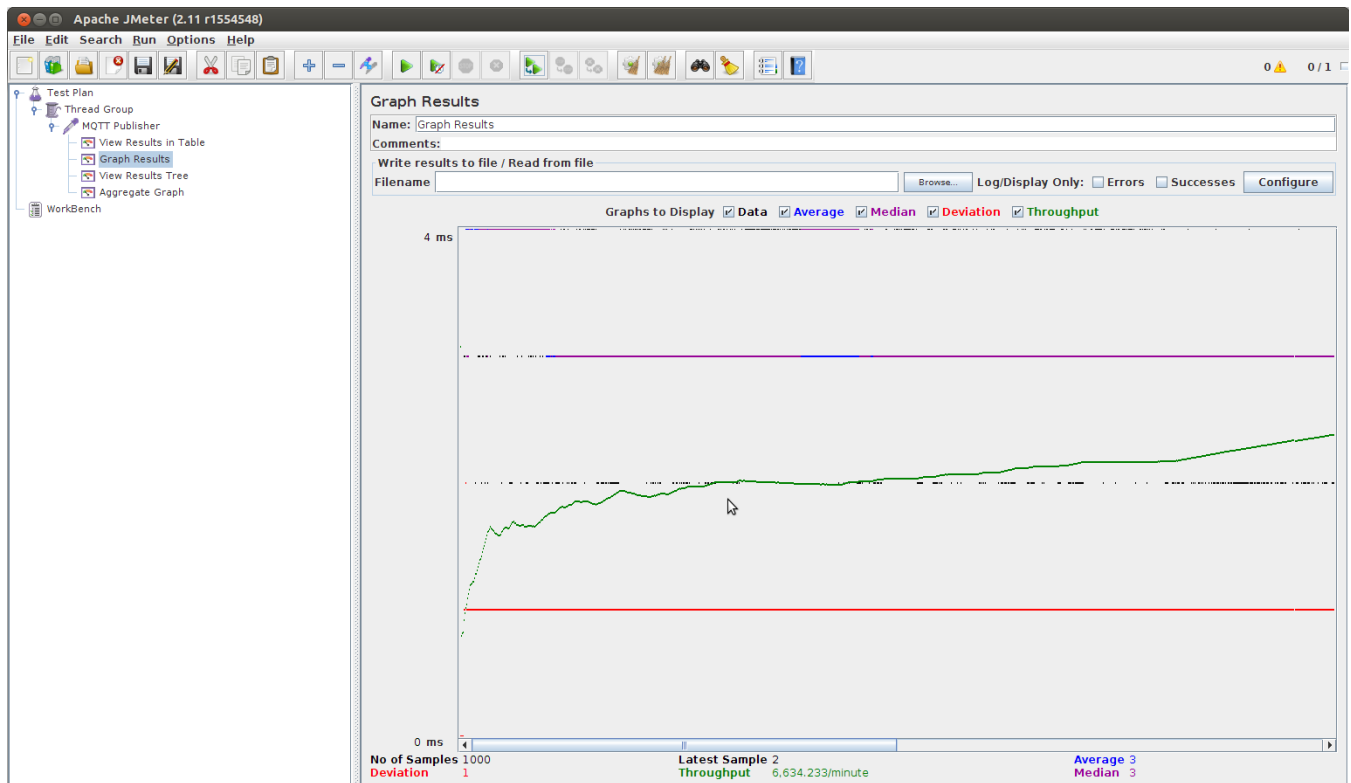 Apache JMeter (2.11 r1554548)
File Edit Search Run Options Help
0 0 / 1
Test Plan
Thread Group
MQTT Publisher
View Results in Table
Graph Results
View Results Tree
Aggregate Graph
WorkBench
Graph Results
Name: Graph Results
Comments:
Write results to file / Read from file
Filename Browse... Log/Display Only: Errors Successes Configure
Graphs to Display Data Average Median Deviation Throughput
4 ms
0 ms
No of Samples 1000 Latest Sample 2 Average 3
Deviation 1 Throughput 6,634.233/minute Median 3